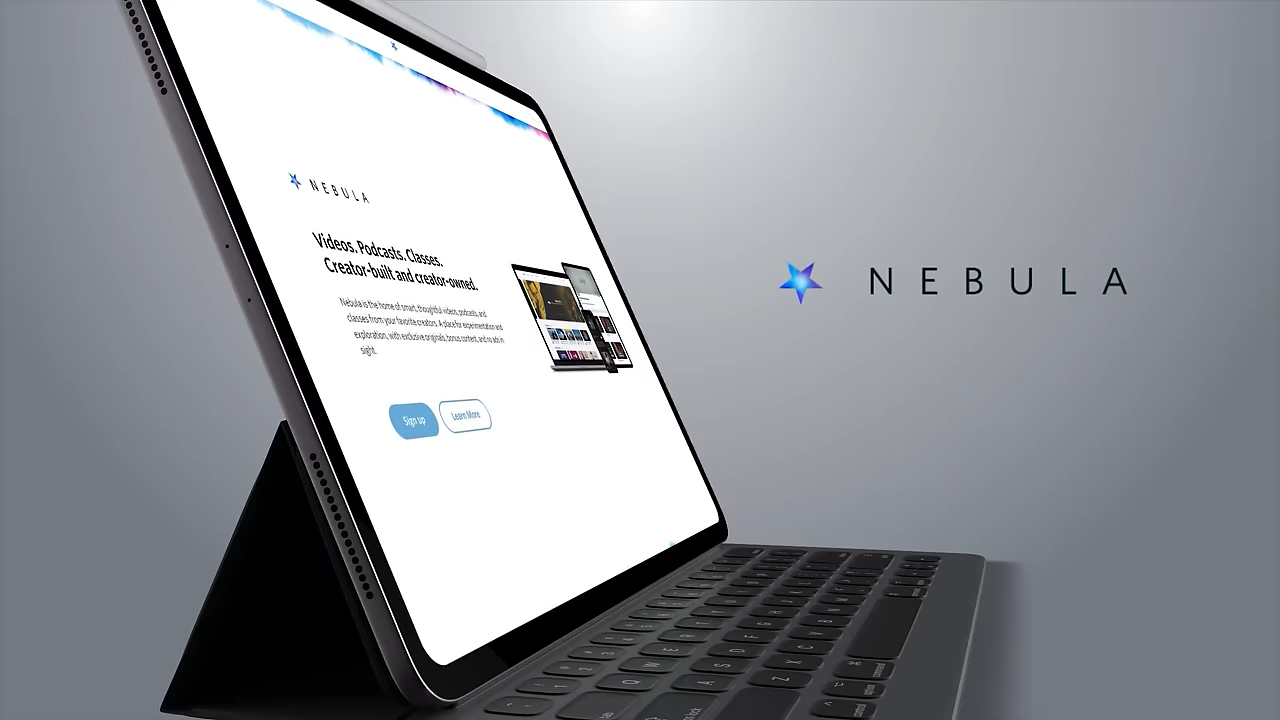 NEBULA
Videos. Podcasts. Classes.
Creator-built and creator-owned.
Nebula is the home of smart, thoughtful videos, podcasts, and
classes from your favorite creators. A place for experimentation and
exploration, with exclusive originals, bonus content, and no ads in
sight.
Sign up
Learn More
NEBULA